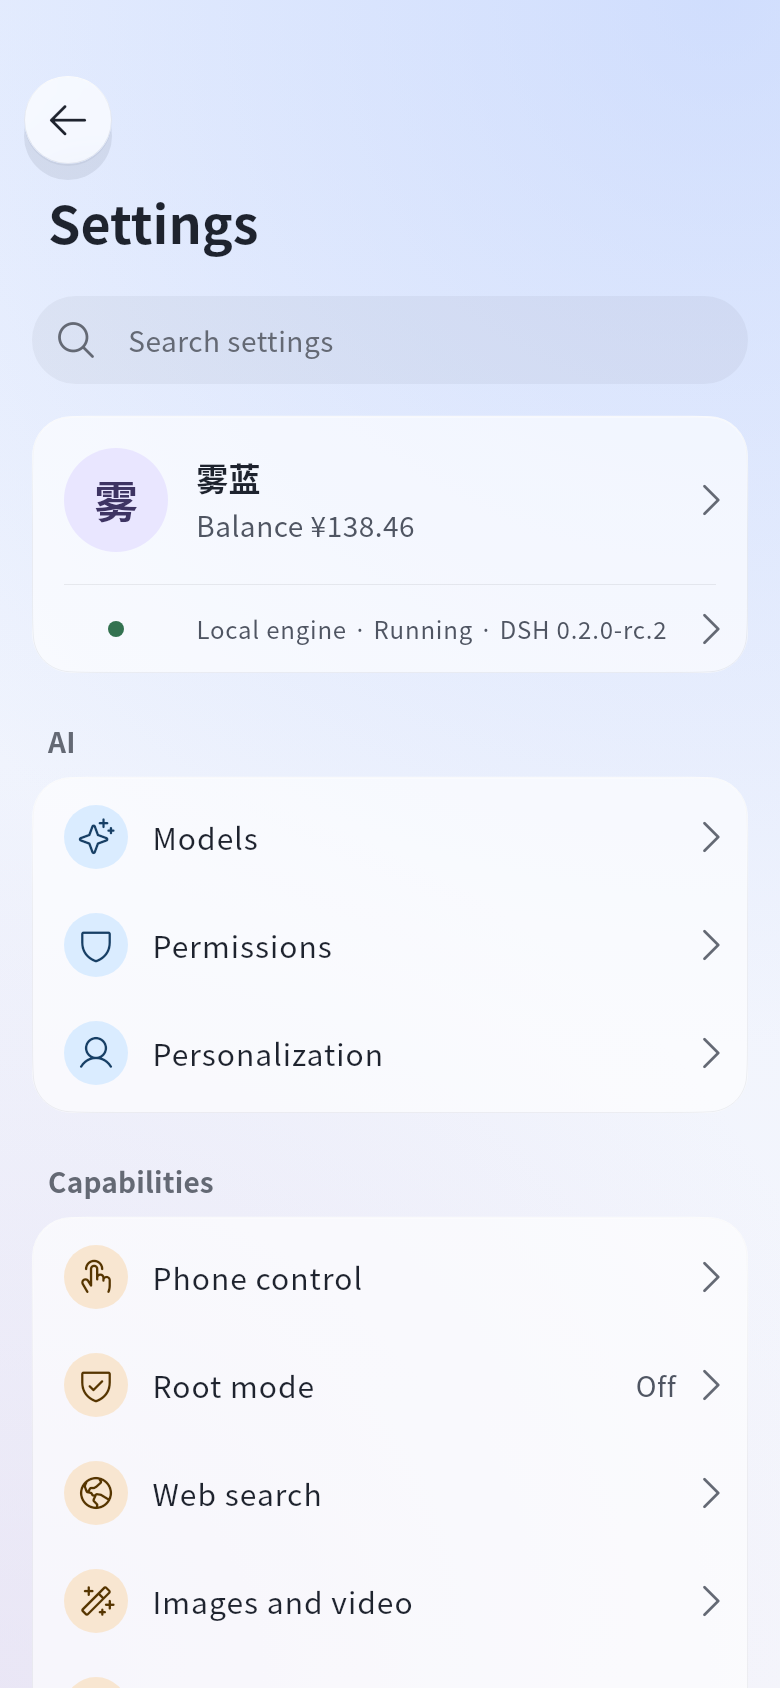 Settings
Search settings
雾
雾蓝
Balance ¥138.46
Local engine · Running · DSH 0.2.0-rc.2
AI
Models
Permissions
Personalization
Capabilities
Phone control
Root mode Off
Web search
Images and video